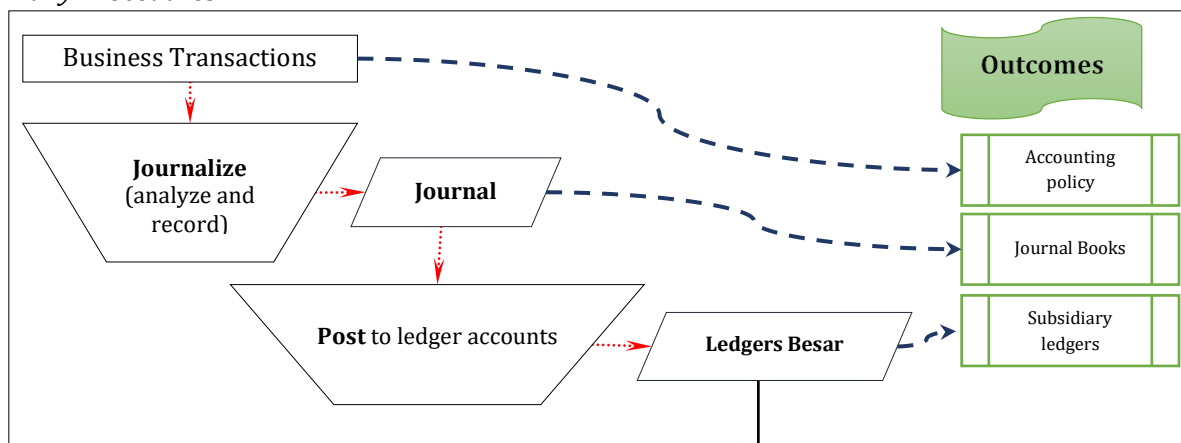 Business Transactions
Outcomes
Journalize
(analyze and
record)
Journal
Accounting
policy
Journal Books
Post to ledger accounts
Ledgers Besar
Subsidiary
ledgers